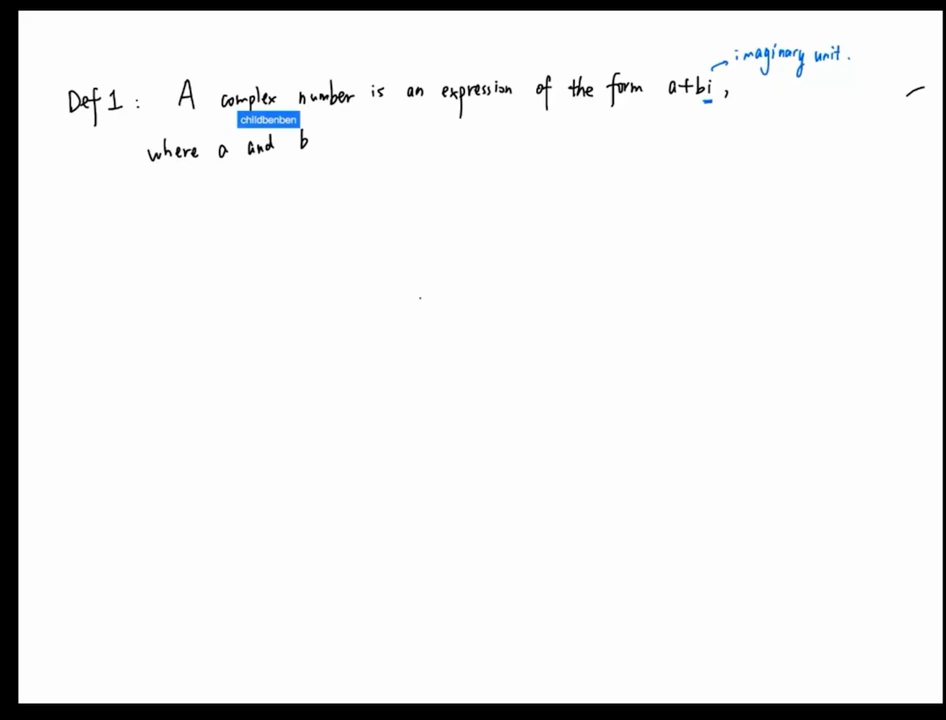 imaginary unit.
Def 1: A complex number is an expression of the form a+bi,
childbenben
where a and b